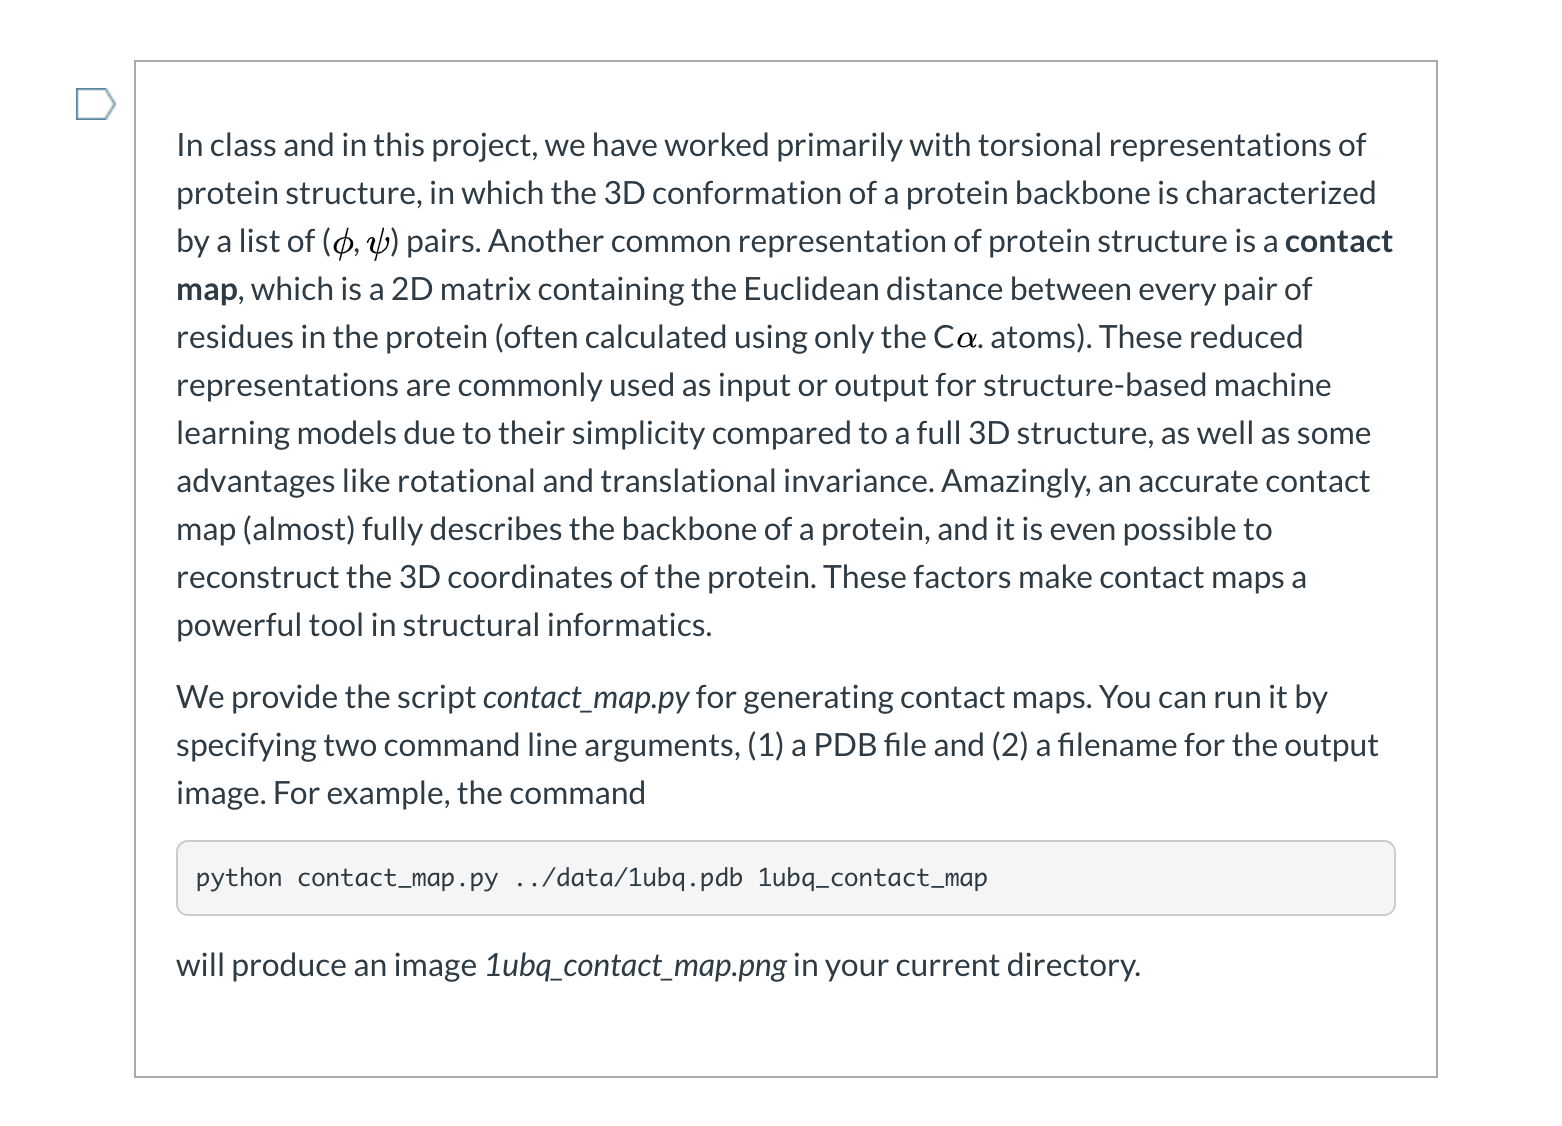 In class and in this project, we have worked primarily with torsional representations of
protein structure, in which the 3D conformation of a protein backbone is characterized
by a list of (ϕ, ψ) pairs. Another common representation of protein structure is a contact
map, which is a 2D matrix containing the Euclidean distance between every pair of
residues in the protein (often calculated using only the Cα. atoms). These reduced
representations are commonly used as input or output for structure-based machine
learning models due to their simplicity compared to a full 3D structure, as well as some
advantages like rotational and translational invariance. Amazingly, an accurate contact
map (almost) fully describes the backbone of a protein, and it is even possible to
reconstruct the 3D coordinates of the protein. These factors make contact maps a
powerful tool in structural informatics.
We provide the script contact_map.py for generating contact maps. You can run it by
specifying two command line arguments, (1) a PDB file and (2) a filename for the output
image. For example, the command
python contact_map.py ../data/1ubq.pdb 1ubq_contact_map
will produce an image 1ubq_contact_map.png in your current directory.